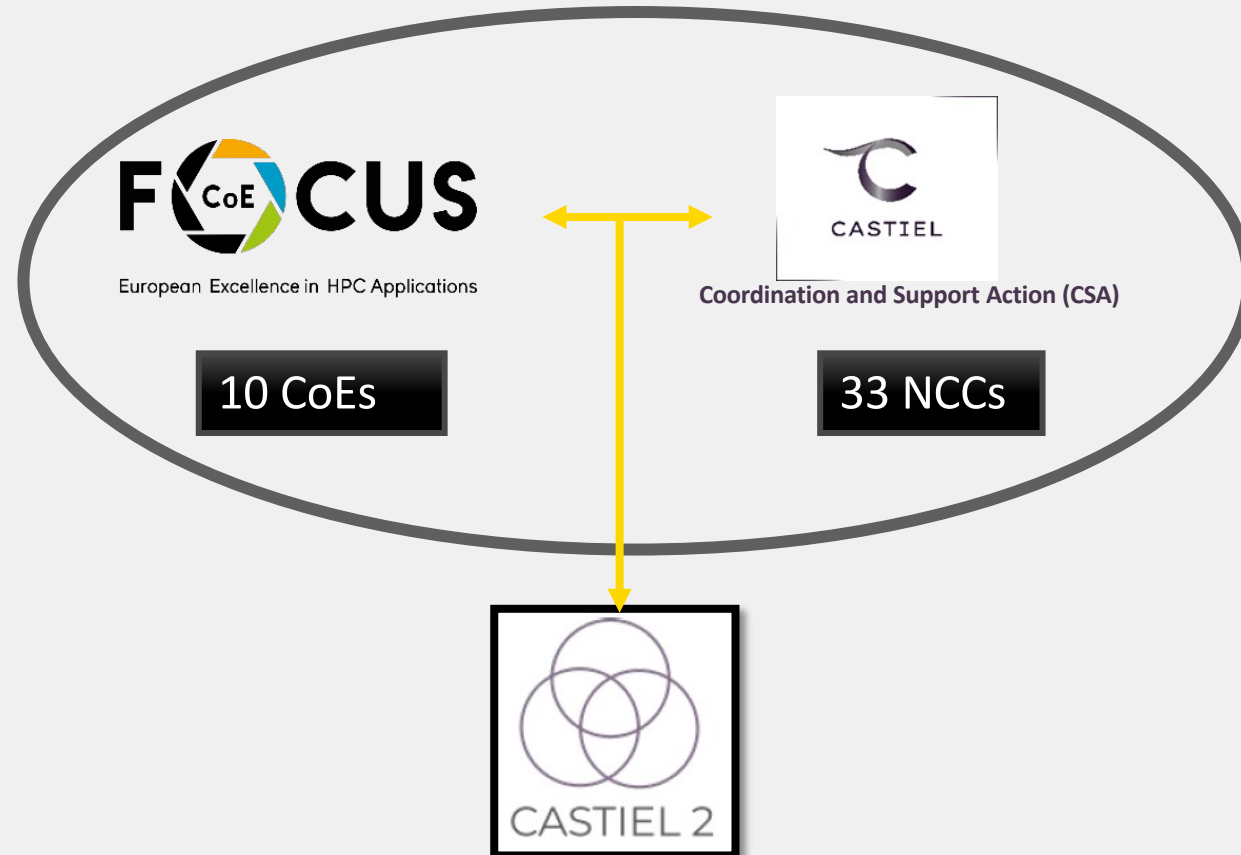 FOCUS
CoE
European Excellence in HPC Applications
CASTIEL
Coordination and Support Action (CSA)
10 CoEs
33 NCCs
CASTIEL 2